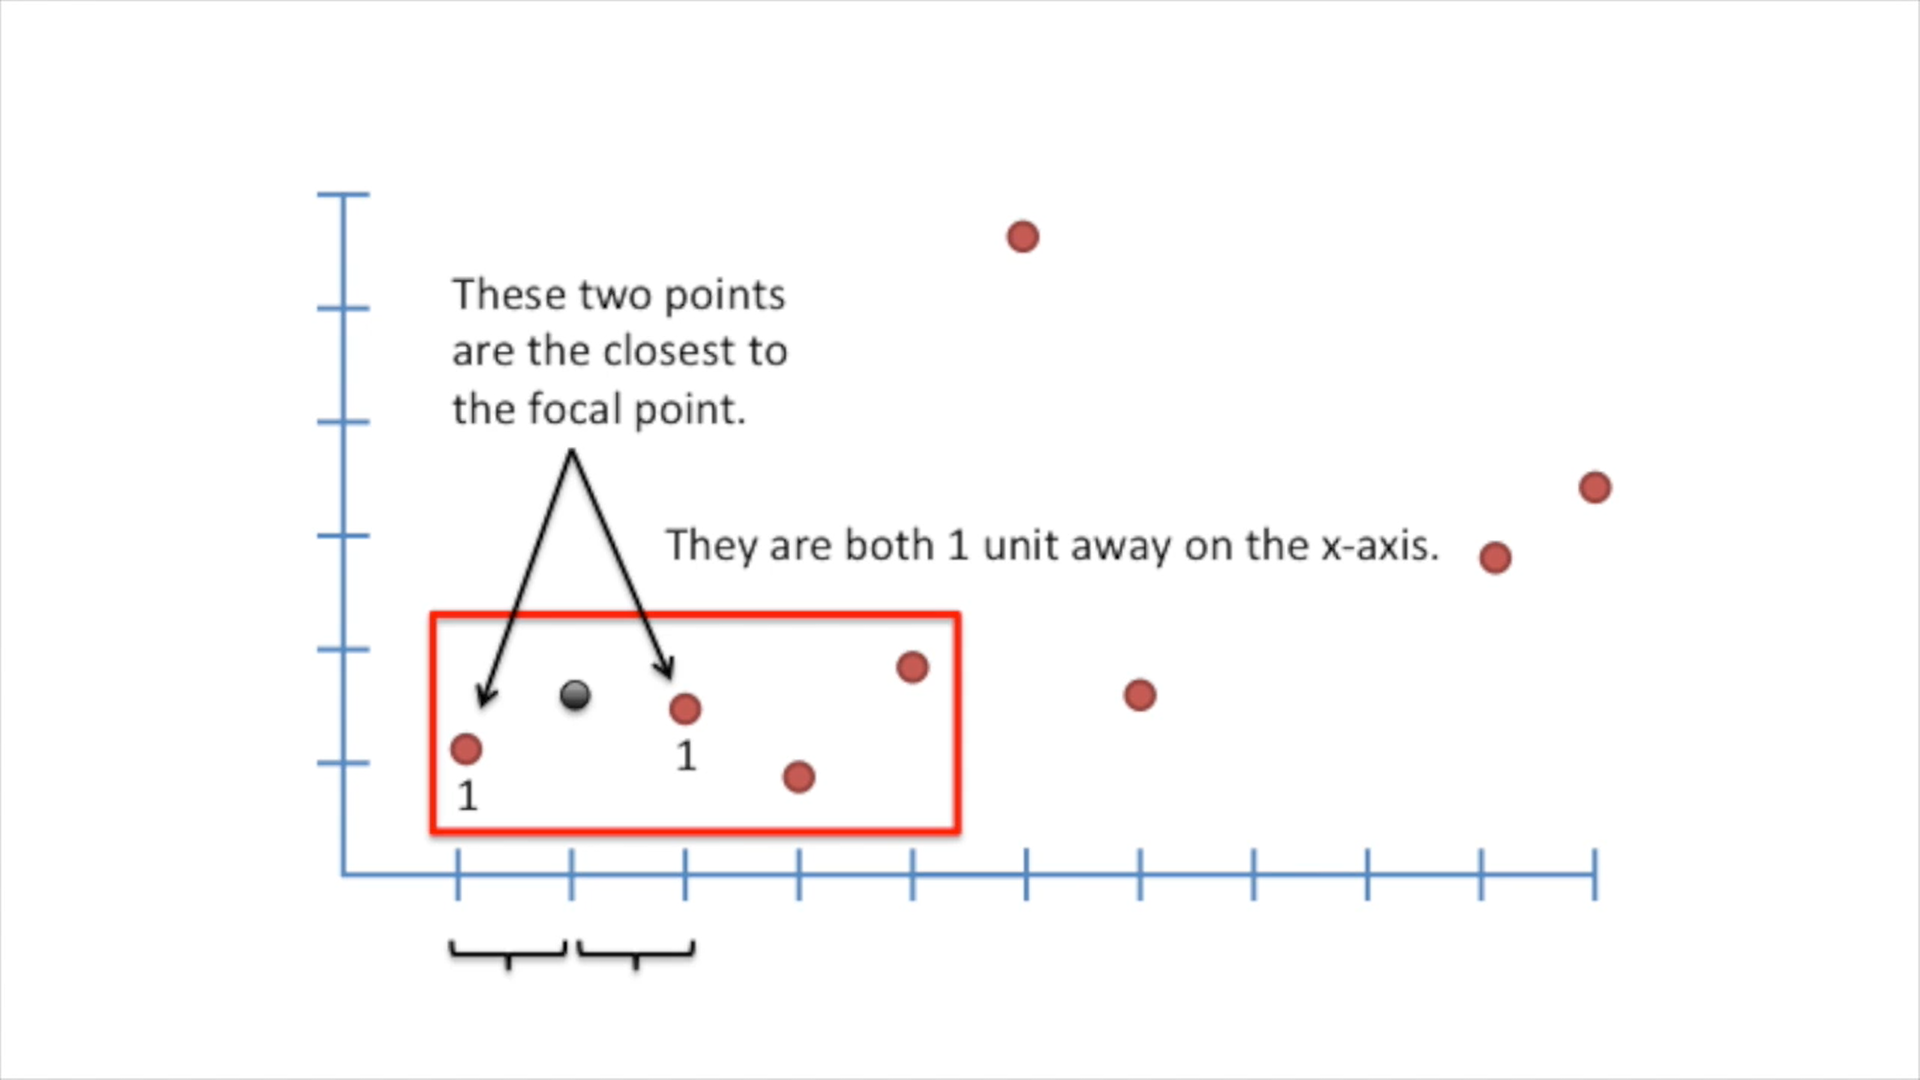 These two points
are the closest to
the focal point.
They are both 1 unit away on the x-axis.
1
1